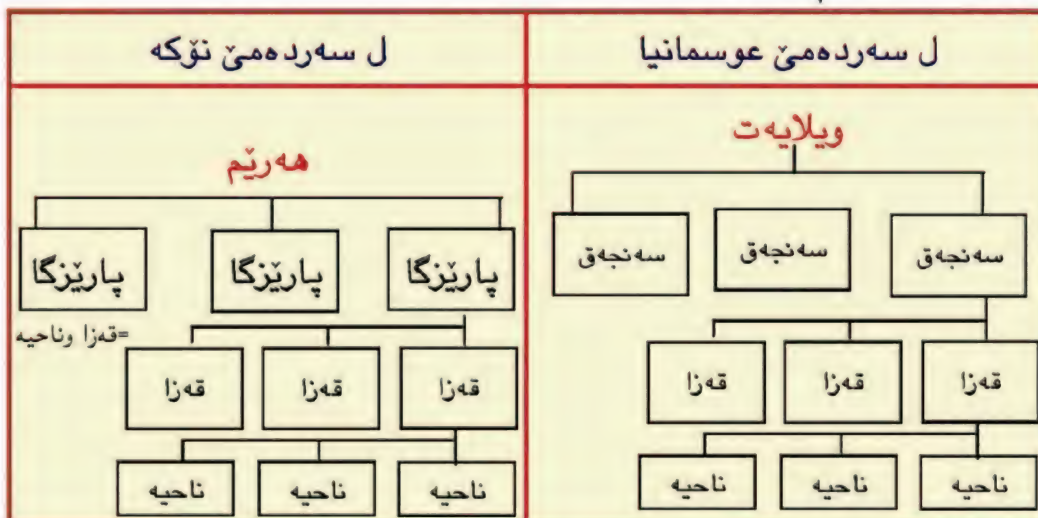 ل سەردەمێ عوسمانیا
ل سەردەمێ نۆکە
ویلایەت
سەنجەق سەنجەق سەنجەق
قەزا قەزا قەزا
ناحیە ناحیە ناحیە
هەرێم
پارێزگا پارێزگا پارێزگا
=قەزا وناحیە
قەزا قەزا قەزا
ناحیە ناحیە ناحیە